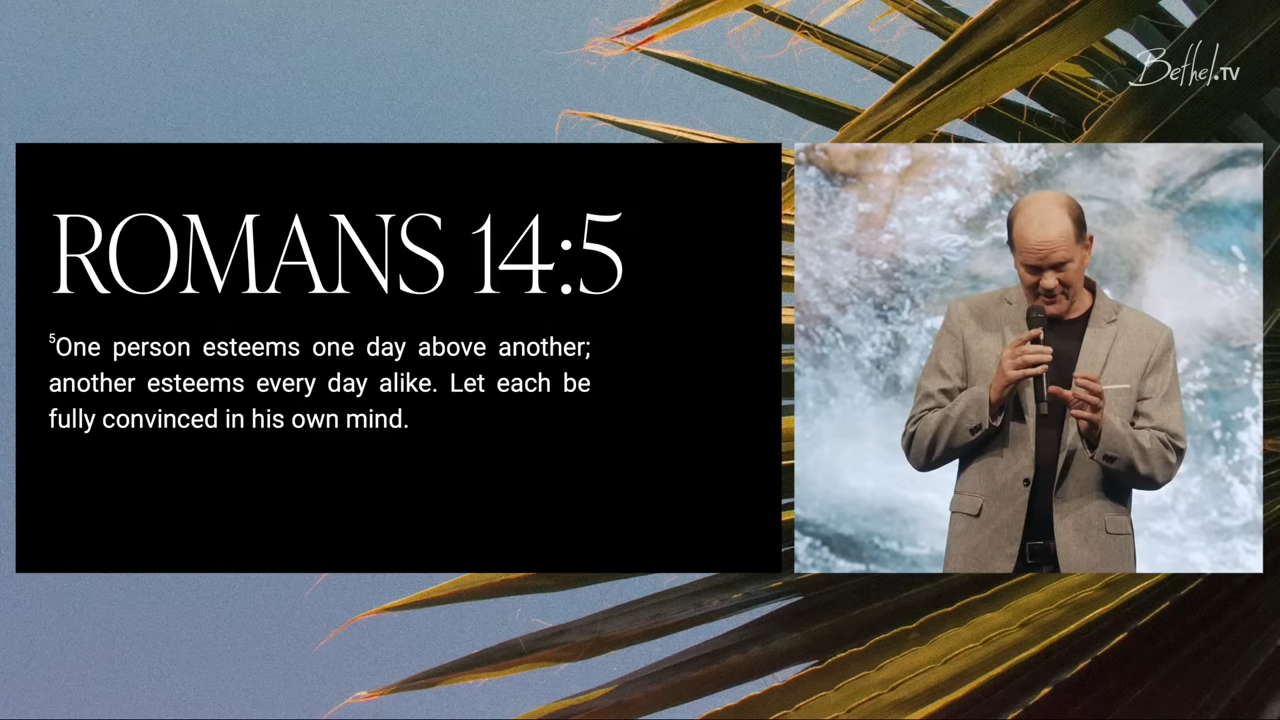 Bethel.TV
ROMANS 14:5
5One person esteems one day above another;
another esteems every day alike. Let each be
fully convinced in his own mind.